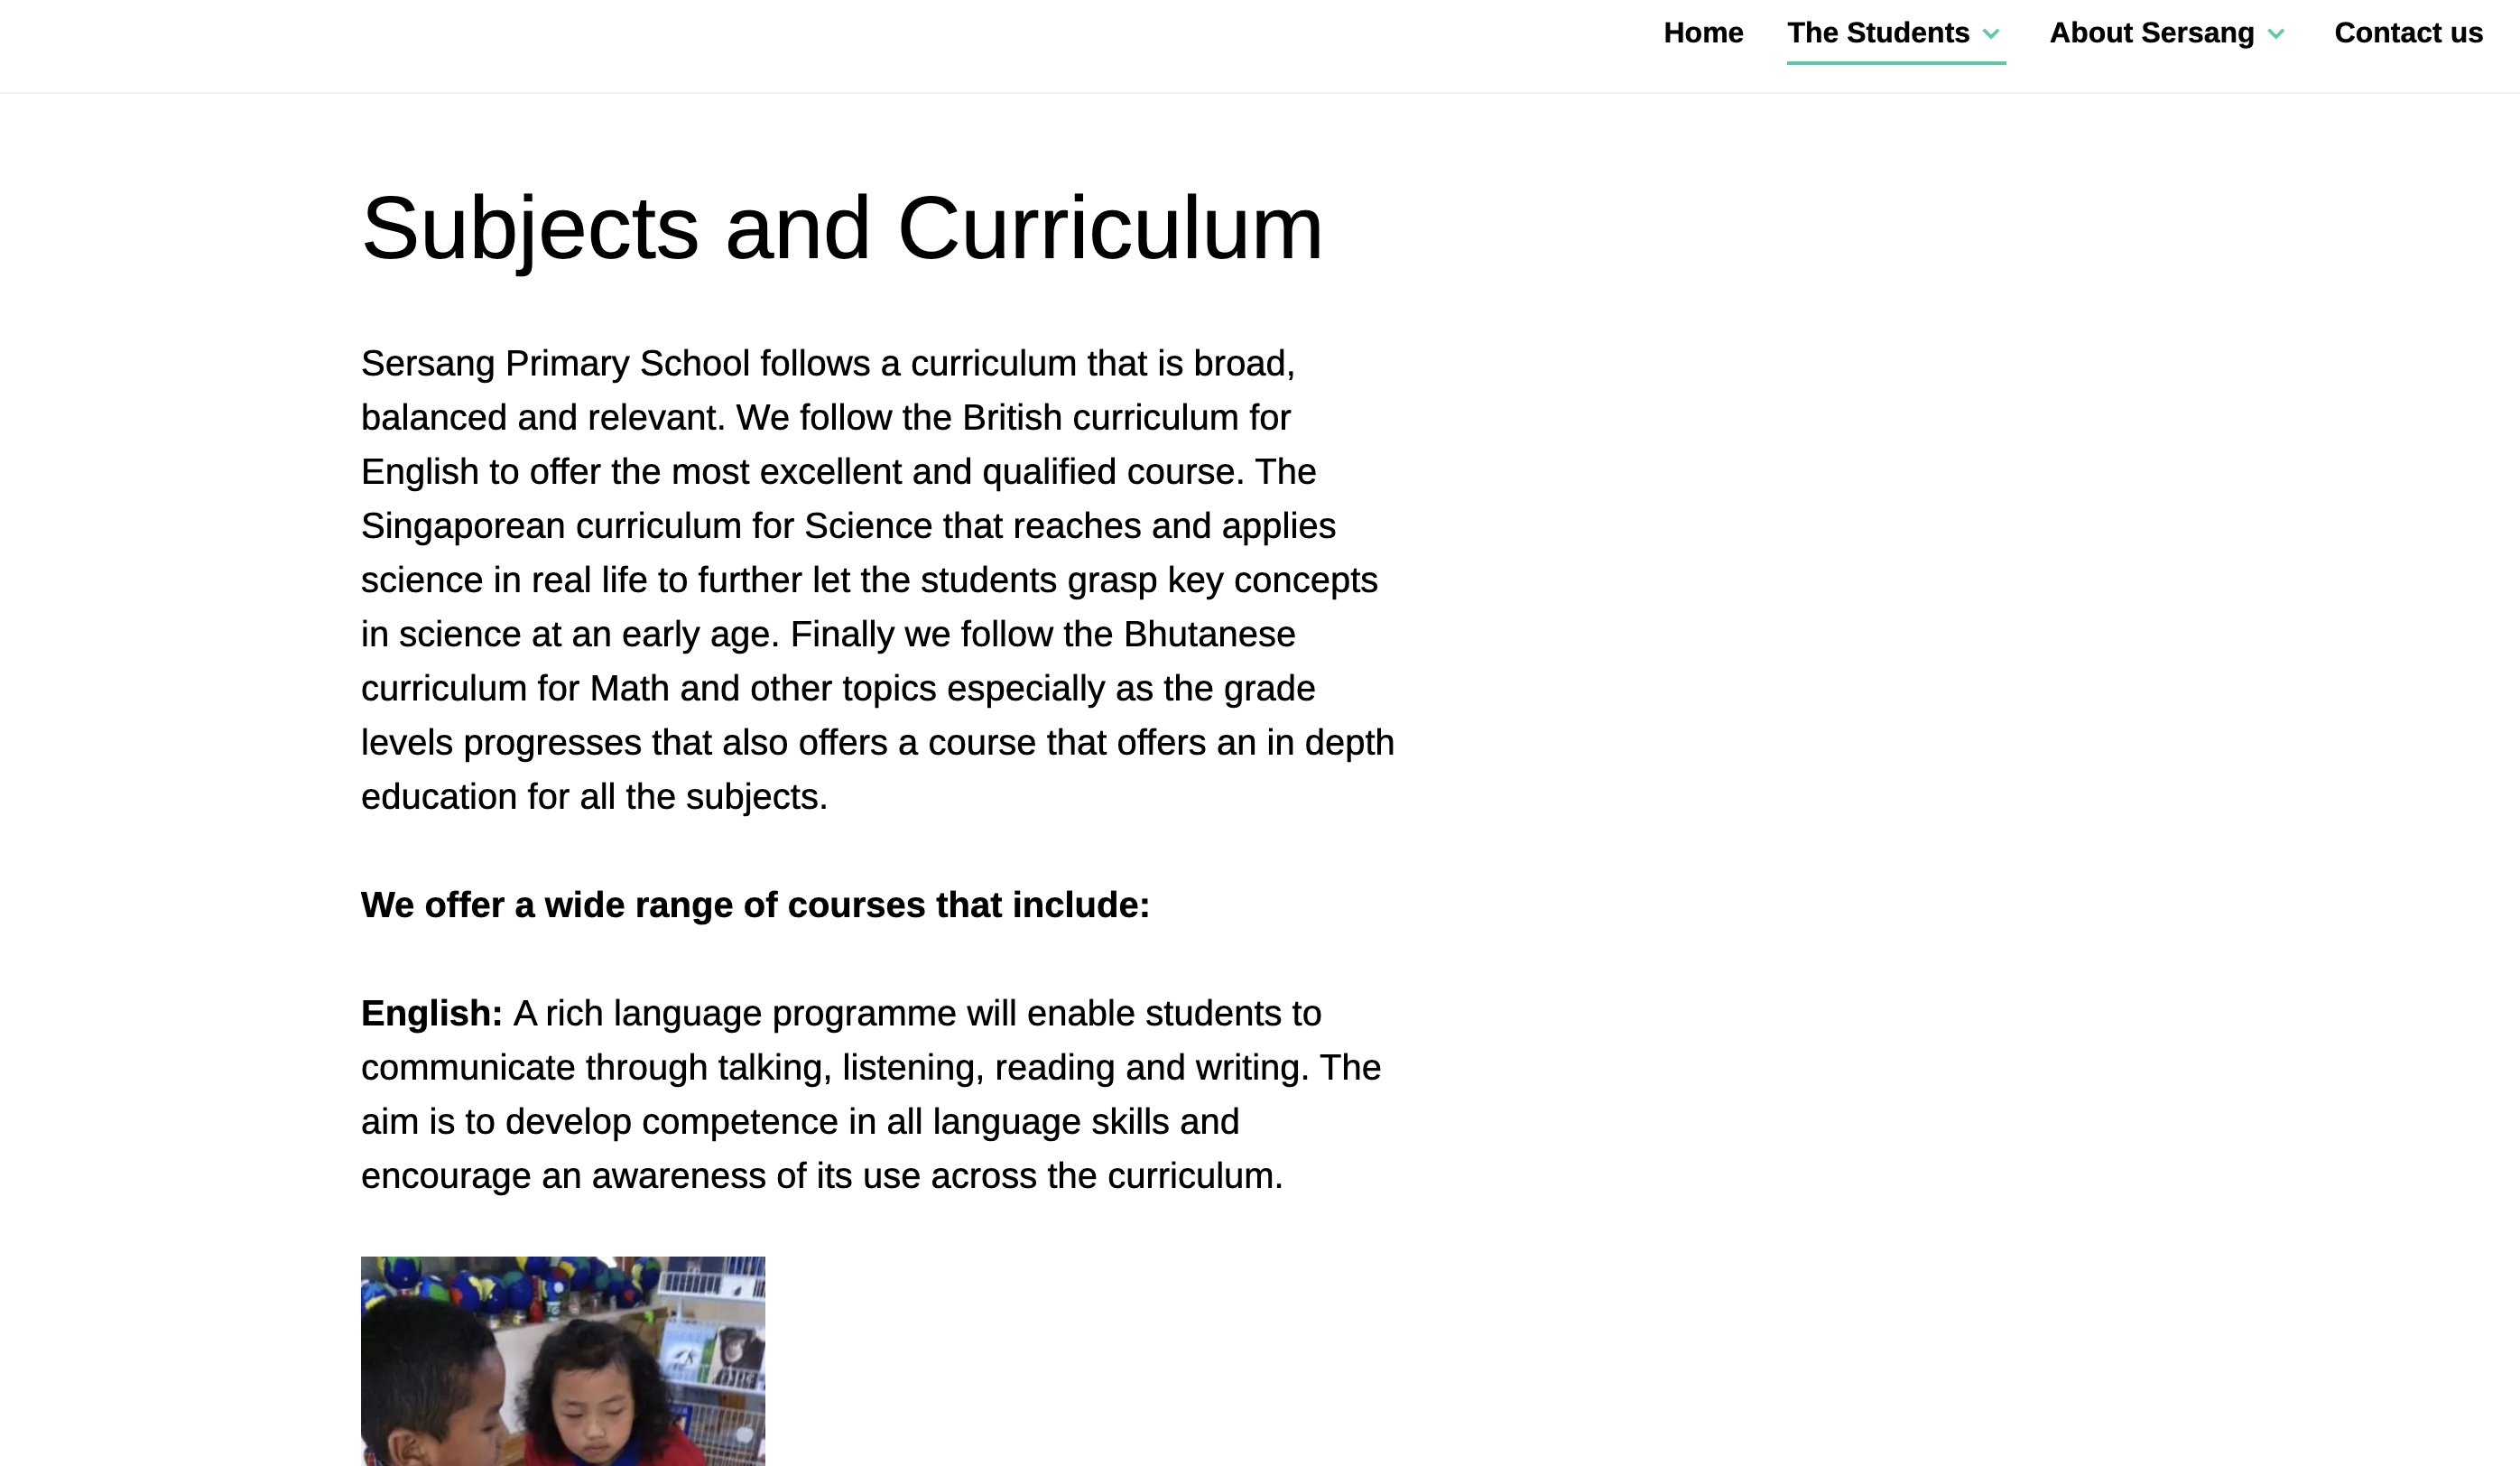 Home The Students About Sersang Contact us
Subjects and Curriculum
Sersang Primary School follows a curriculum that is broad,
balanced and relevant. We follow the British curriculum for
English to offer the most excellent and qualified course. The
Singaporean curriculum for Science that reaches and applies
science in real life to further let the students grasp key concepts
in science at an early age. Finally we follow the Bhutanese
curriculum for Math and other topics especially as the grade
levels progresses that also offers a course that offers an in depth
education for all the subjects.
We offer a wide range of courses that include:
English: A rich language programme will enable students to
communicate through talking, listening, reading and writing. The
aim is to develop competence in all language skills and
encourage an awareness of its use across the curriculum.